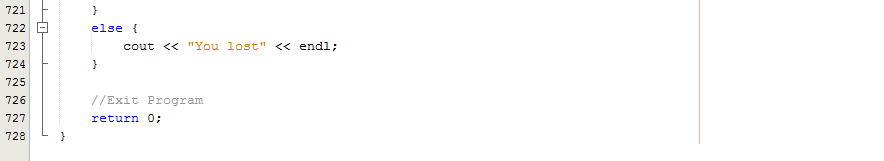 721 }
722 else {
723 cout << "You lost" << endl;
724 }
725
726 //Exit Program
727 return 0;
728 }